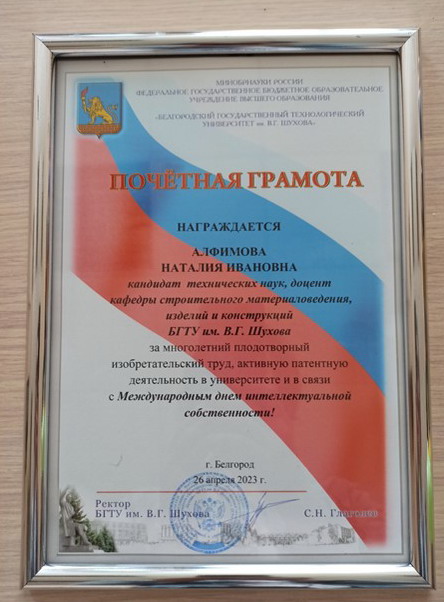 МИНОБРНАУКИ РОССИИ
ФЕДЕРАЛЬНОЕ ГОСУДАРСТВЕННОЕ БЮДЖЕТНОЕ ОБРАЗОВАТЕЛЬНОЕ
УЧРЕЖДЕНИЕ ВЫСШЕГО ОБРАЗОВАНИЯ
«БЕЛГОРОДСКИЙ ГОСУДАРСТВЕННЫЙ ТЕХНОЛОГИЧЕСКИЙ
УНИВЕРСИТЕТ им. В.Г. ШУХОВА»
ПОЧЁТНАЯ ГРАМОТА
НАГРАЖДАЕТСЯ
АЛФИМОВА
НАТАЛИЯ ИВАНОВНА
кандидат технических наук, доцент
кафедры строительного материаловедения,
изделий и конструкций
БГТУ им. В.Г. Шухова
за многолетний плодотворный
изобретательский труд, активную патентную
деятельность в университете и в связи
с Международным днем интеллектуальной
собственности!
г. Белгород
26 апреля 2023 г.
Ректор
БГТУ им. В.Г. Шухова
С.Н. Глаголев